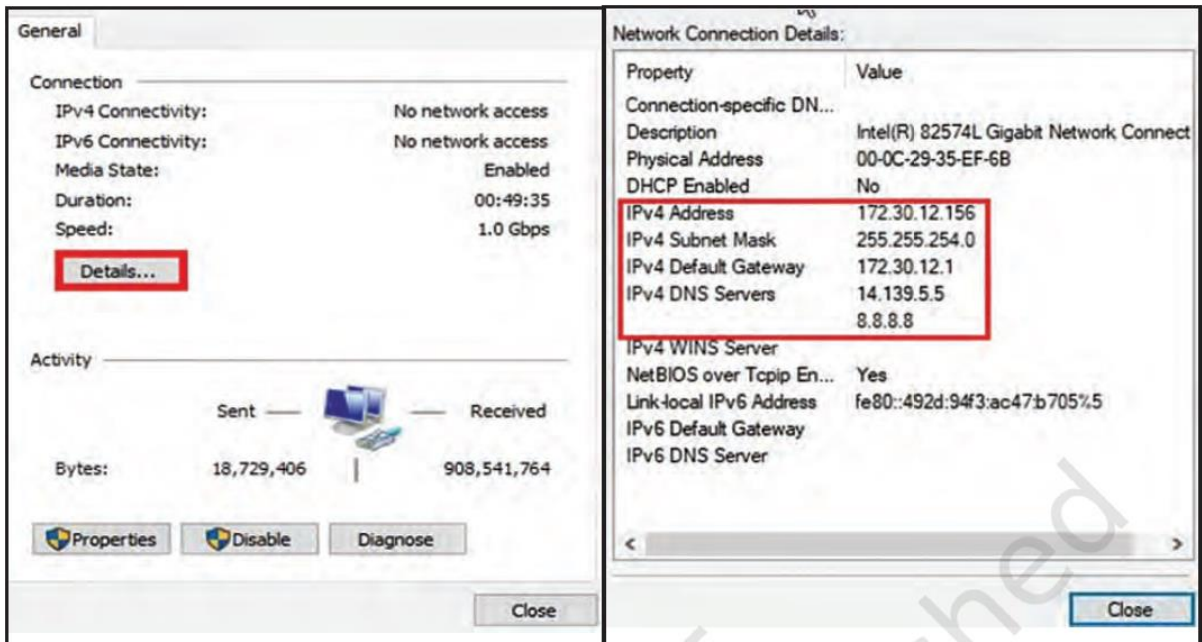 General
Connection
IPv4 Connectivity: No network access
IPv6 Connectivity: No network access
Media State: Enabled
Duration: 00:49:35
Speed: 1.0 Gbps
Details...
Activity
Sent Received
Bytes: 18,729,406 908,541,764
Properties Disable Diagnose
Close
Network Connection Details:
Property Value
Connection-specific DN...
Description Intel(R) 82574L Gigabit Network Connect
Physical Address 00-0C-29-35-EF-6B
DHCP Enabled No
IPv4 Address 172.30.12.156
IPv4 Subnet Mask 255.255.254.0
IPv4 Default Gateway 172.30.12.1
IPv4 DNS Servers 14.139.5.5
8.8.8.8
IPv4 WINS Server
NetBIOS over Tcpip En... Yes
Link-local IPv6 Address fe80::492d:94f3:ac47:b705%5
IPv6 Default Gateway
IPv6 DNS Server
Close